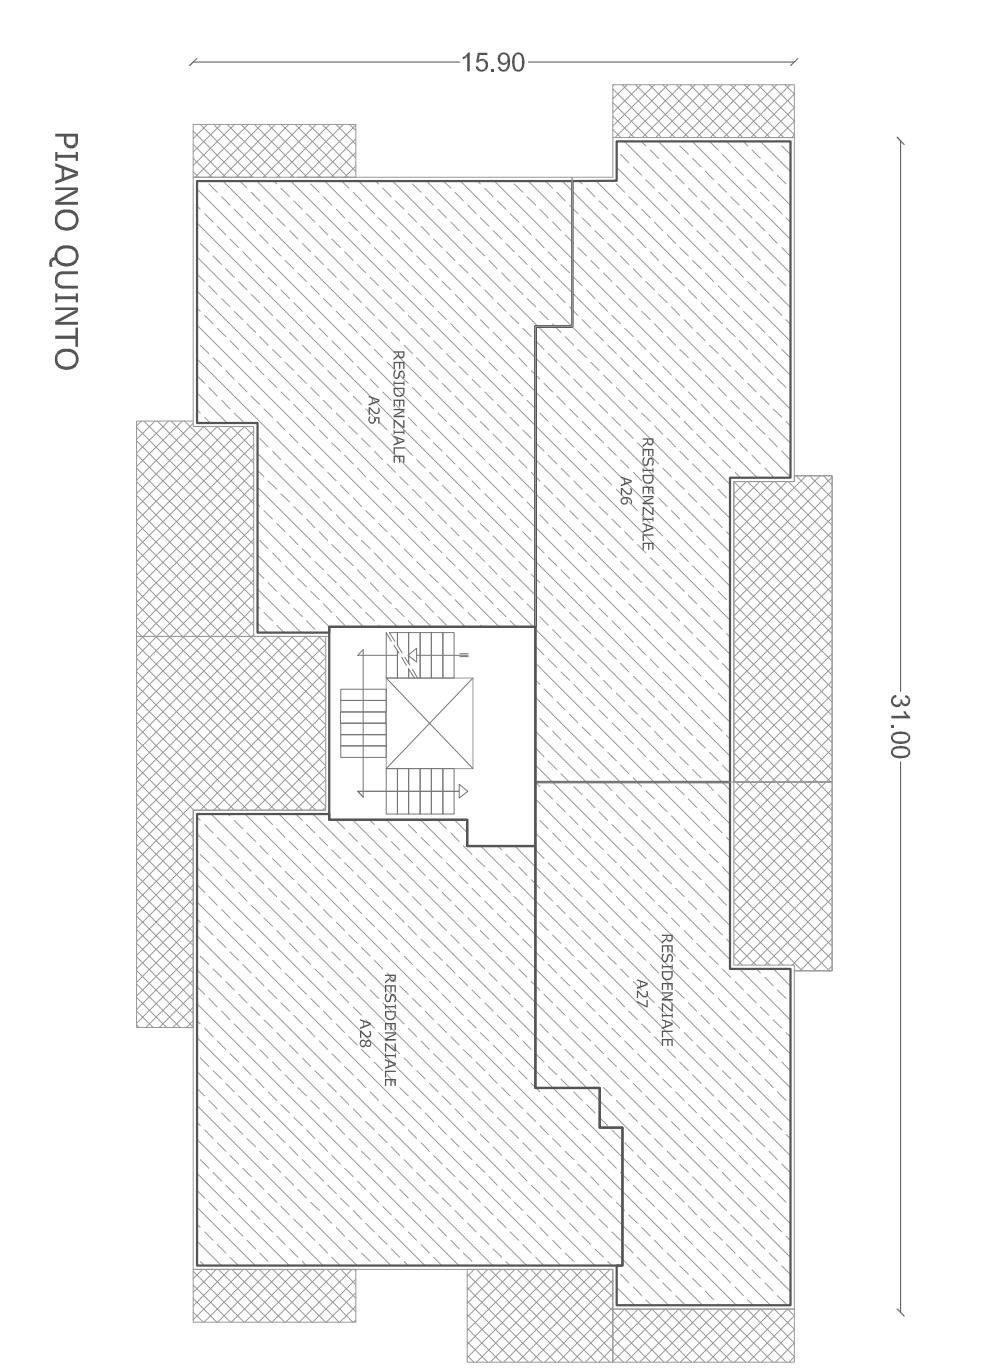 15.90
PIANO QUINTO
RESIDENZIALE
A25
RESIDENZIALE
A26
31.00
RESIDENZIALE
A27
RESIDENZIALE
A28